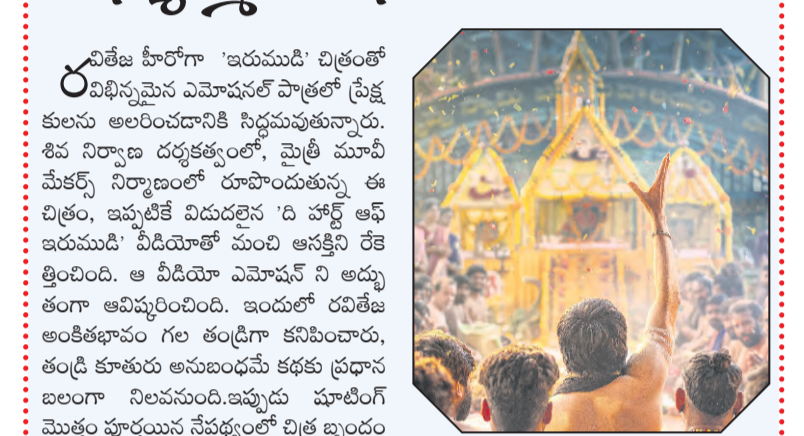 రవితేజ హీరోగా 'ఇరుముడి' చిత్రంతో
విభిన్నమైన ఎమోషనల్ పాత్రలో ప్రేక్ష
కులను అలరించడానికి సిద్ధమవుతున్నారు.
శివ నిర్వాణ దర్శకత్వంలో, మైత్రీ మూవీ
మేకర్స్ నిర్మాణంలో రూపొందుతున్న ఈ
చిత్రం, ఇప్పటికే విడుదలైన 'ది హార్ట్ ఆఫ్
ఇరుముడి' వీడియోతో మంచి ఆసక్తిని రేకె
త్తించింది. ఆ వీడియో ఎమోషన్ ని అద్భు
తంగా ఆవిష్కరించింది. ఇందులో రవితేజ
అంకితభావం గల తండ్రిగా కనిపించారు,
తండ్రి కూతురు అనుబంధమే కథకు ప్రధాన
బలంగా నిలవనుంది.ఇప్పుడు షూటింగ్
మొత్తం పూర్తయిన నేపథ్యంలో చిత్ర బృందం